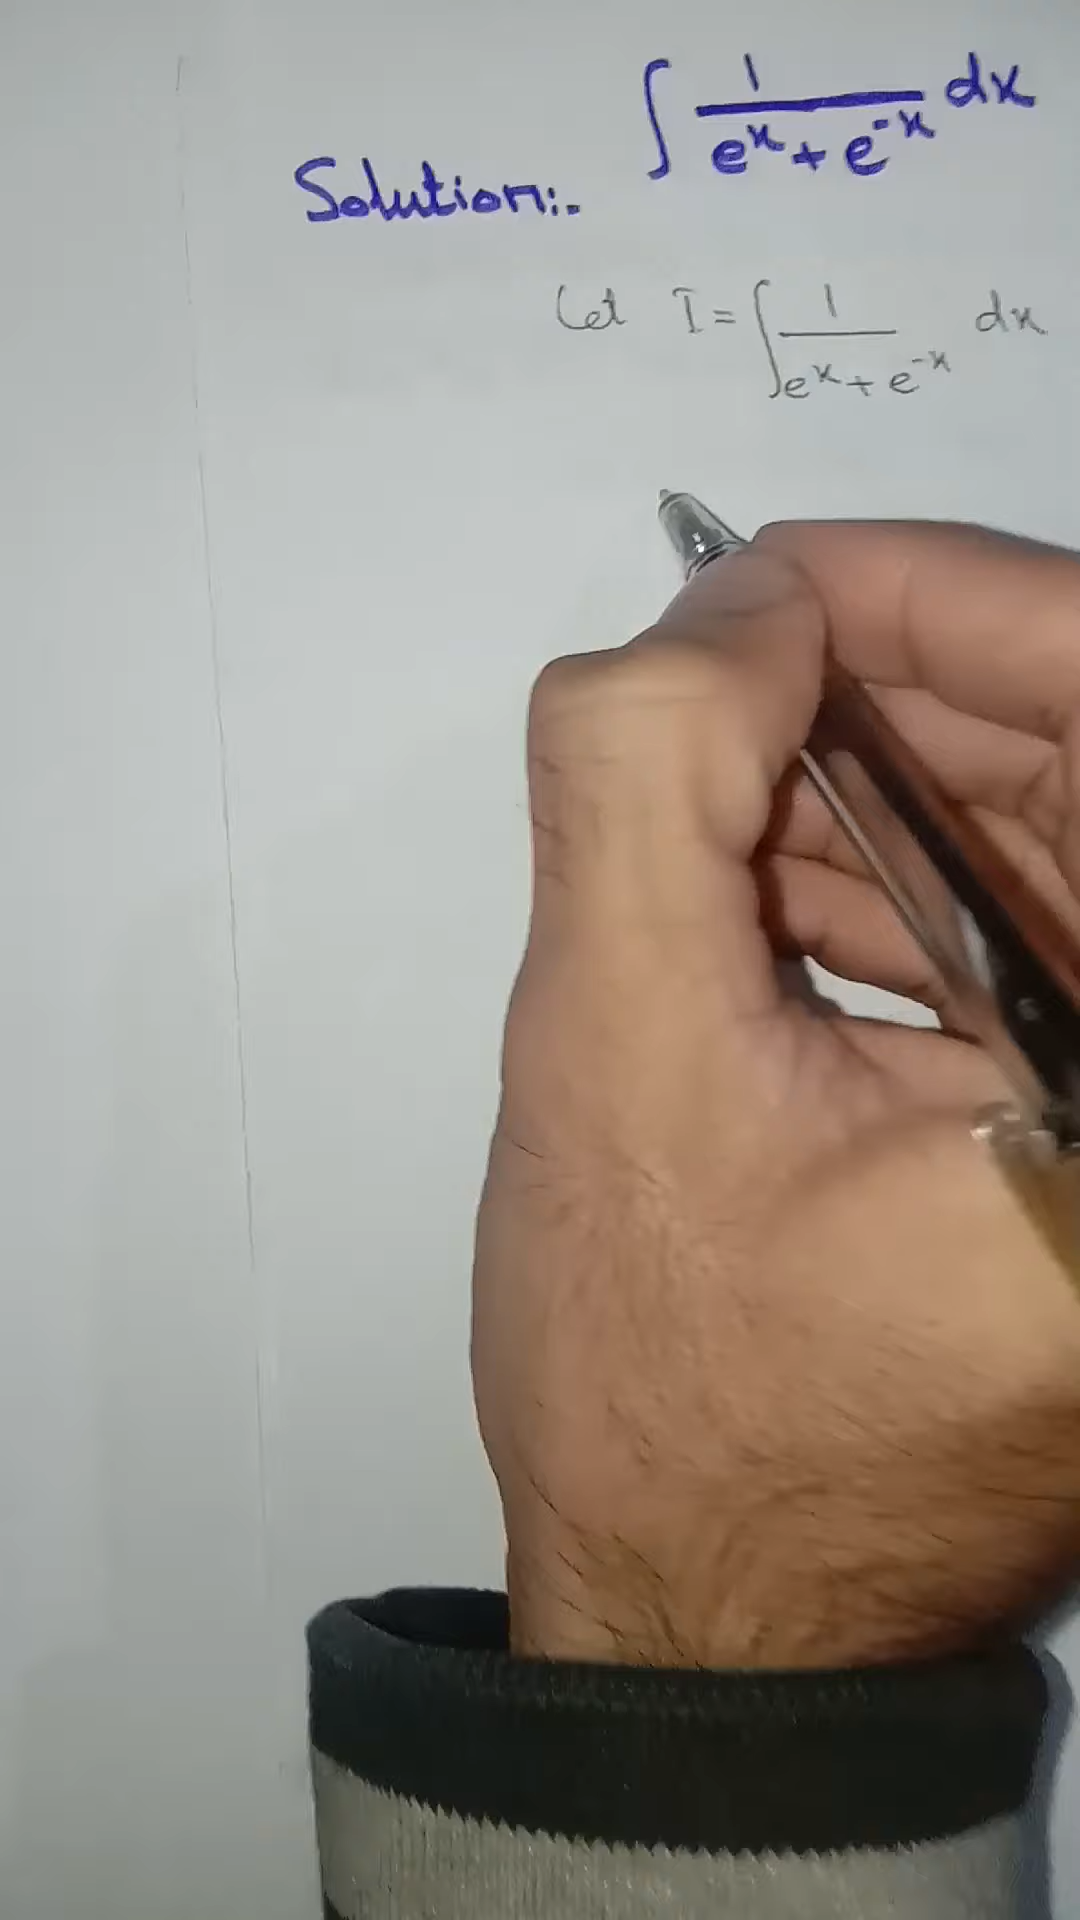 ∫ 1/(eˣ + e⁻ˣ) dx
Solution:-
Let I = ∫ 1/(eˣ + e⁻ˣ) dx